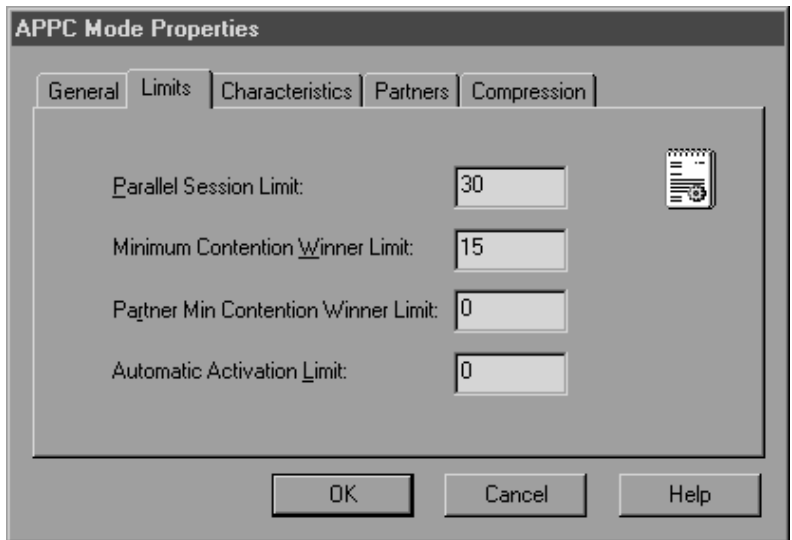 APPC Mode Properties
General Limits Characteristics Partners Compression
Parallel Session Limit: 30
Minimum Contention Winner Limit: 15
Partner Min Contention Winner Limit: 0
Automatic Activation Limit: 0
OK Cancel Help